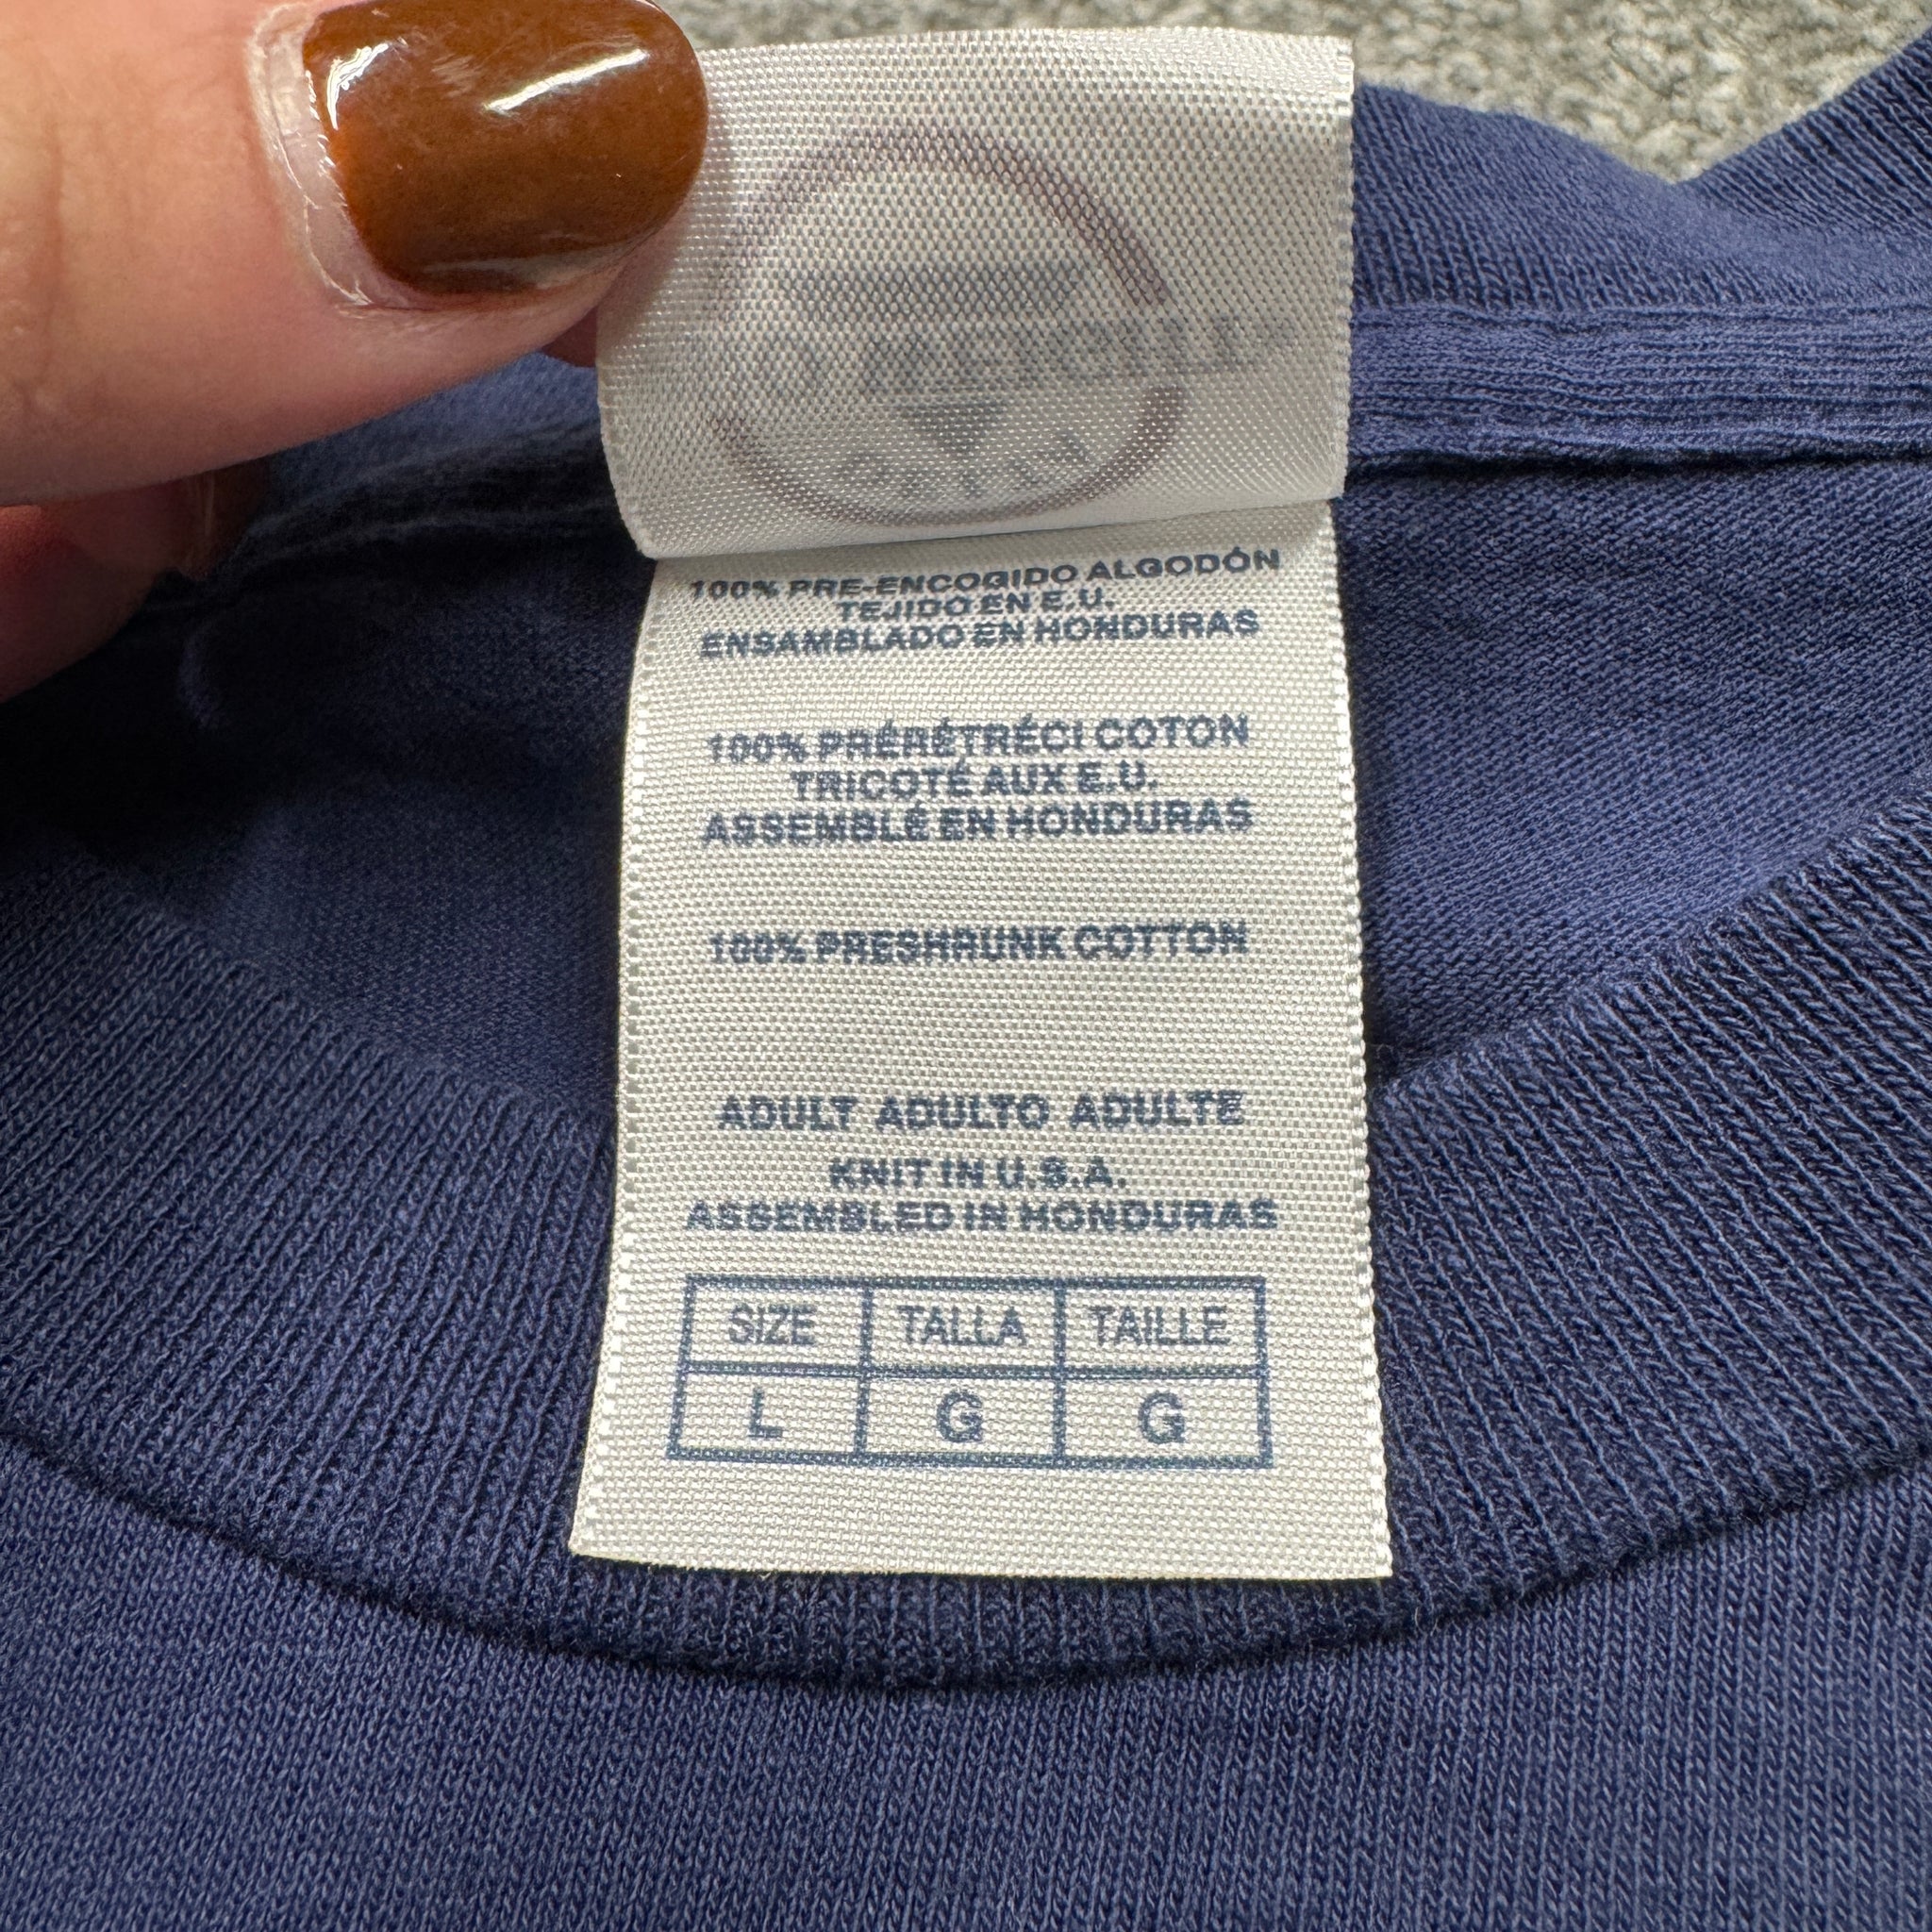 100% PRE-ENCOGIDO ALGODÓN
TEJIDO EN E.U.
ENSAMBLADO EN HONDURAS
100% PRÉRÉTRÉCI COTON
TRICOTÉ AUX E.U.
ASSEMBLÉ EN HONDURAS
100% PRESHRUNK COTTON
ADULT ADULTO ADULTE
KNIT IN U.S.A.
ASSEMBLED IN HONDURAS
SIZE TALLA TAILLE
L G G